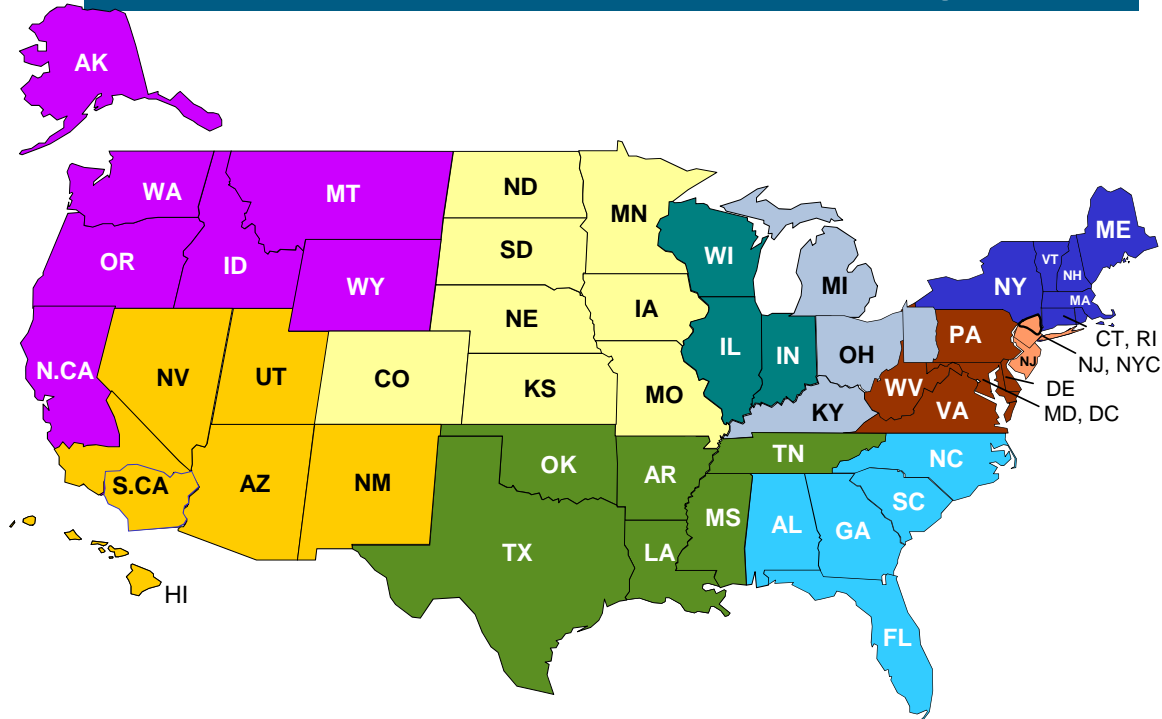 AK
WA
MT
ND
MN
ME
OR
ID
SD
WI
VT
NH
WY
MI
NY
MA
NE
IA
CT, RI
N.CA
NV
UT
CO
KS
MO
IL
IN
OH
PA
NJ
NJ, NYC
WV
DE
KY
VA
MD, DC
S.CA
AZ
NM
OK
AR
TN
NC
SC
TX
LA
MS
AL
GA
HI
FL